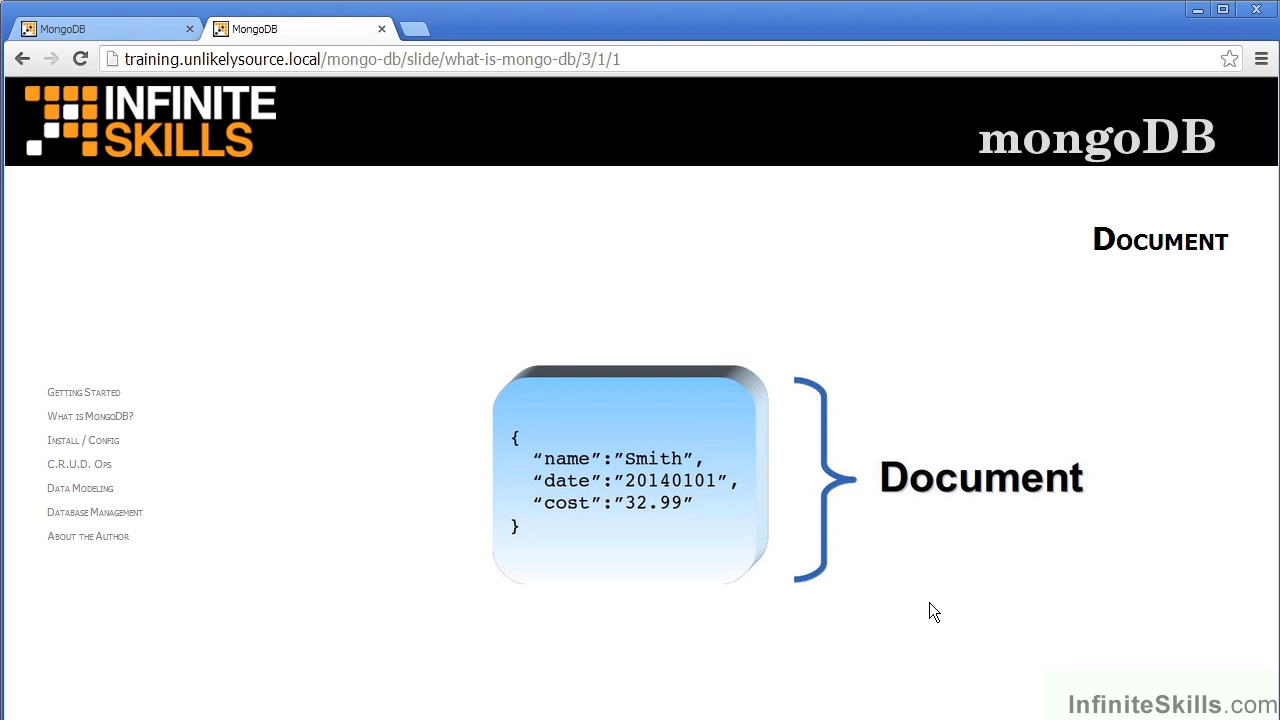 MongoDB
MongoDB
training.unlikelysource.local/mongo-db/slide/what-is-mongo-db/3/1/1
INFINITE
SKILLS
mongoDB
Document
Getting Started
What is MongoDB?
Install / Config
C.R.U.D. Ops
Data Modeling
Database Management
About the Author
{
“name”:”Smith”,
“date”:”20140101”,
“cost”:”32.99”
}
Document
InfiniteSkills.com